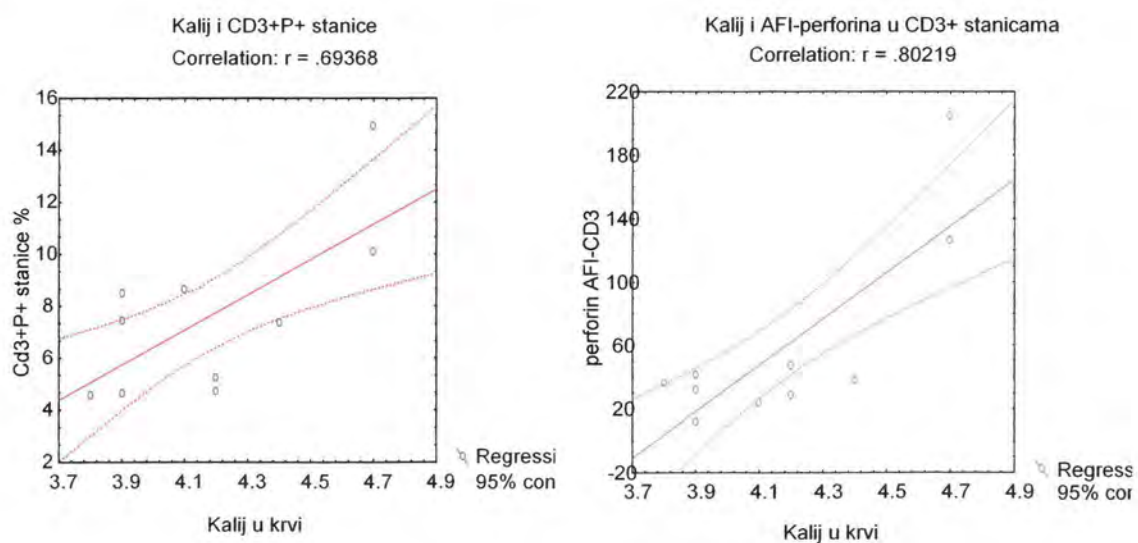 Kalij i CD3+P+ stanice
Correlation: r = .69368
Cd3+P+ stanice %
16
14
12
10
8
6
4
2
3.7 3.9 4.1 4.3 4.5 4.7 4.9
Kalij u krvi
Regressi
95% con
Kalij i AFI-perforina u CD3+ stanicama
Correlation: r = .80219
perforin AFI-CD3
220
180
140
100
60
20
-20
3.7 3.9 4.1 4.3 4.5 4.7 4.9
Kalij u krvi
Regress
95% cor